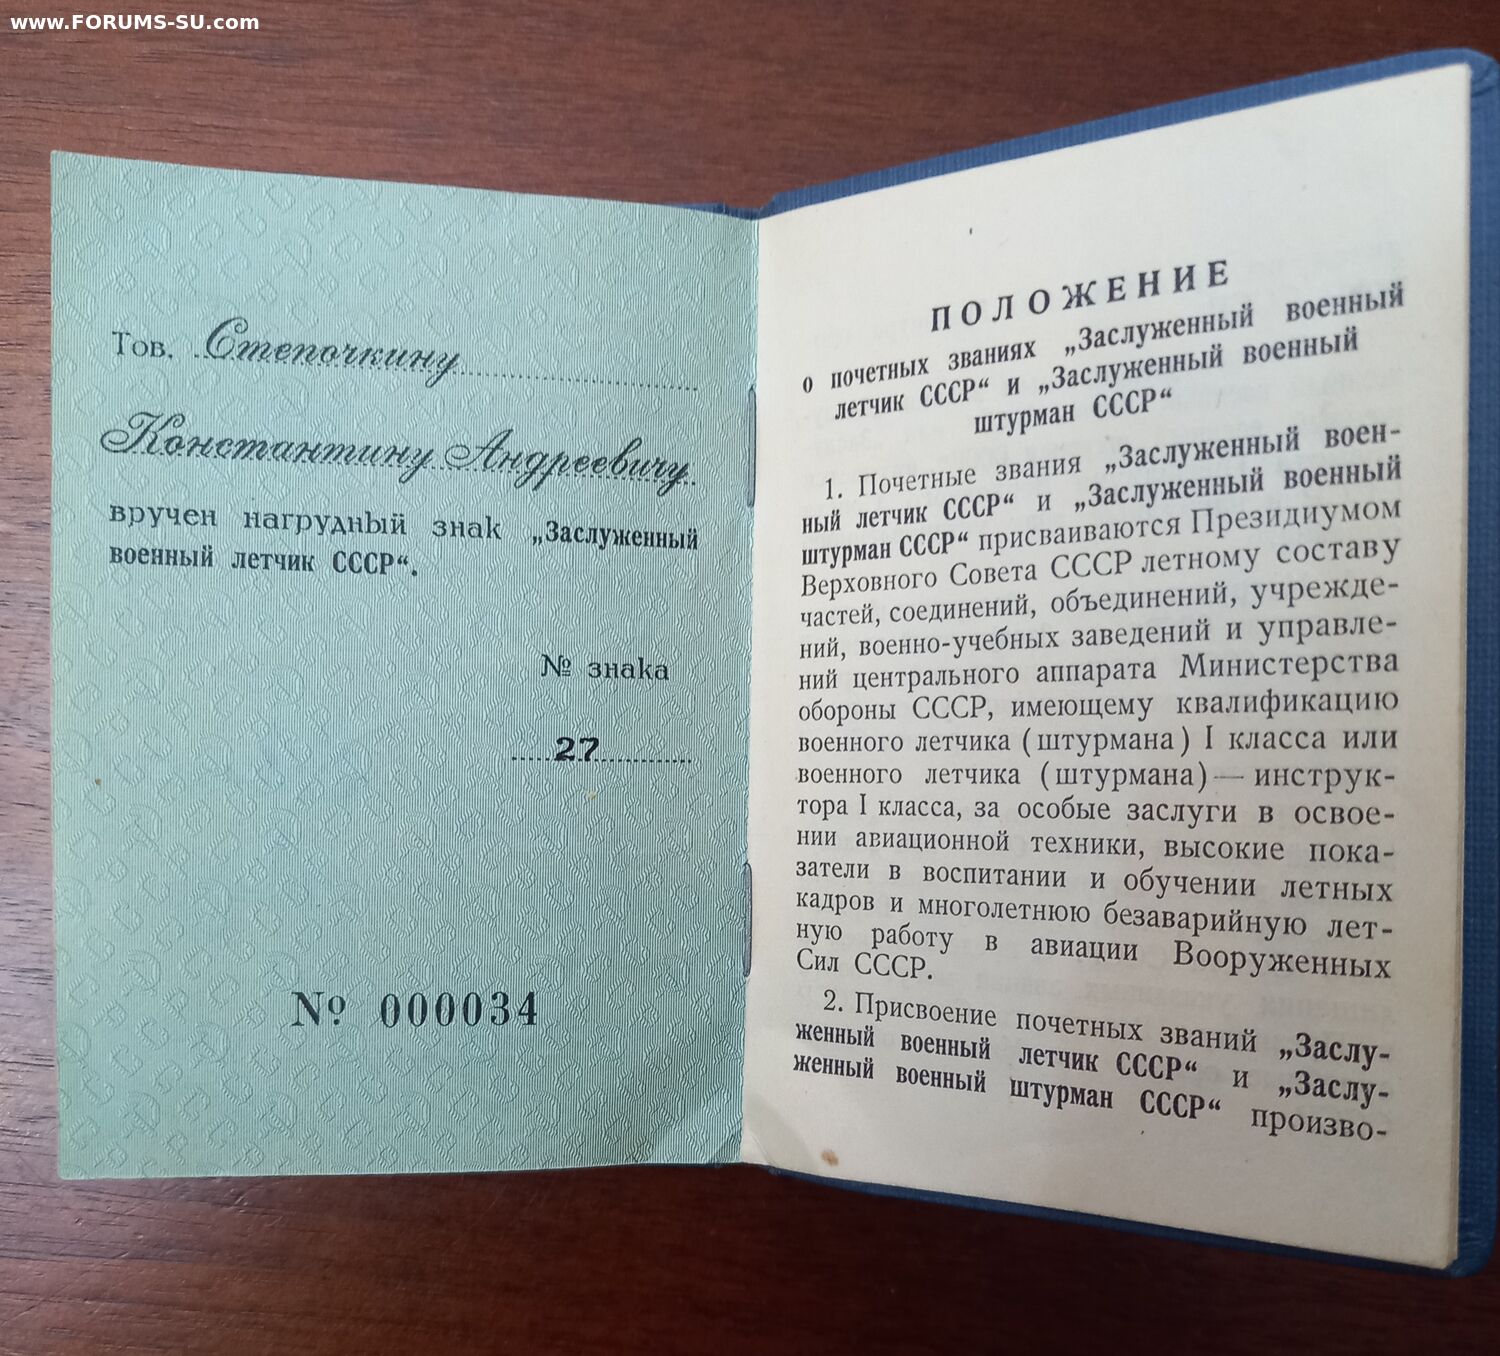 www.FORUMS-SU.com
Тов. Степочкину
Константину Андреевичу
вручен нагрудный знак „Заслуженный
военный летчик СССР“.
№ знака
27
№ 000034
ПОЛОЖЕНИЕ
о почетных званиях „Заслуженный военный
летчик СССР“ и „Заслуженный военный
штурман СССР“
1. Почетные звания „Заслуженный воен-
ный летчик СССР“ и „Заслуженный военный
штурман СССР“ присваиваются Президиумом
Верховного Совета СССР летному составу
частей, соединений, объединений, учрежде-
ний, военно-учебных заведений и управле-
ний центрального аппарата Министерства
обороны СССР, имеющему квалификацию
военного летчика (штурмана) I класса или
военного летчика (штурмана) — инструк-
тора I класса, за особые заслуги в освое-
нии авиационной техники, высокие пока-
затели в воспитании и обучении летных
кадров и многолетнюю безаварийную лет-
ную работу в авиации Вооруженных
Сил СССР.
2. Присвоение почетных званий „Заслу-
женный военный летчик СССР“ и „Заслу-
женный военный штурман СССР“ произво-